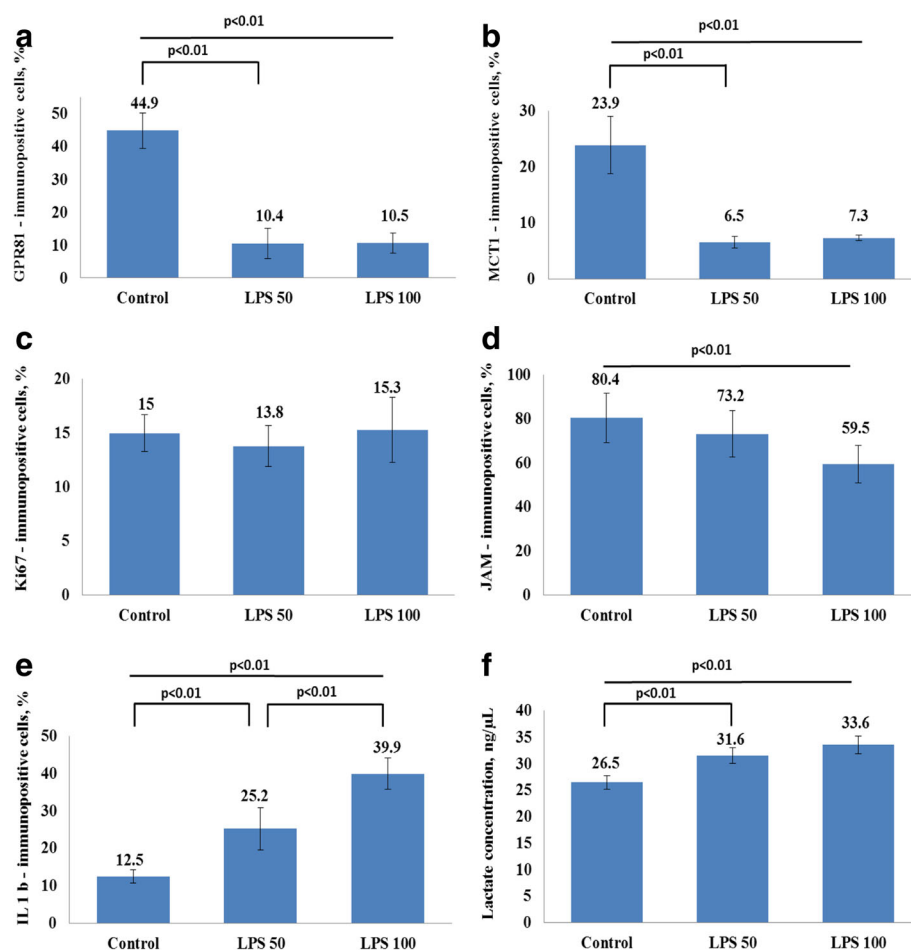 a
p<0.01
p<0.01
GPR81 - immunopositive cells, %
50
40
30
20
10
0
44.9
10.4
10.5
Control
LPS 50
LPS 100
b
p<0.01
p<0.01
MCT1 - immunopositive cells, %
30
20
10
0
23.9
6.5
7.3
Control
LPS 50
LPS 100
c
Ki67 - immunopositive cells, %
20
15
10
5
0
15
13.8
15.3
Control
LPS 50
LPS 100
d
p<0.01
JAM - immunopositive cells, %
100
80
60
40
20
0
80.4
73.2
59.5
Control
LPS 50
LPS 100
e
p<0.01
p<0.01
p<0.01
IL 1 b - immunopositive cells, %
50
40
30
20
10
0
12.5
25.2
39.9
Control
LPS 50
LPS 100
f
p<0.01
p<0.01
Lactate concentration, ng/µL
40
35
30
25
20
15
10
5
0
26.5
31.6
33.6
Control
LPS 50
LPS 100